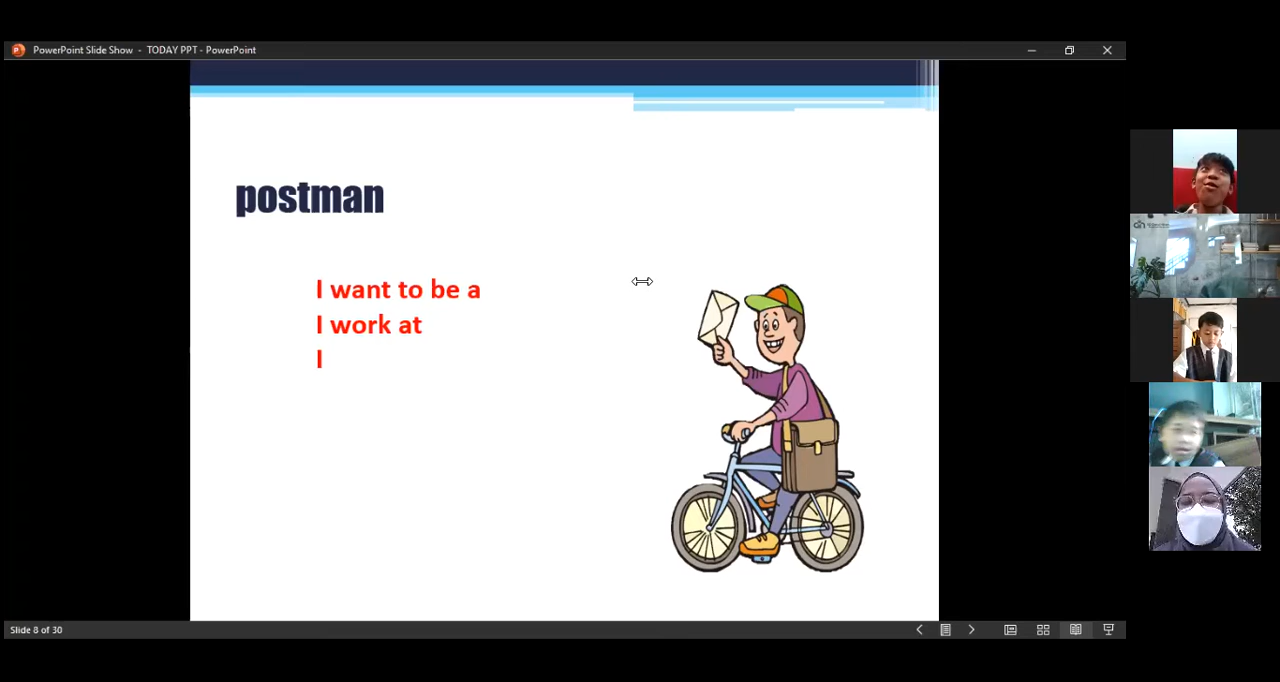 PowerPoint Slide Show - TODAY PPT - PowerPoint
postman
I want to be a
I work at
I
Slide 8 of 30